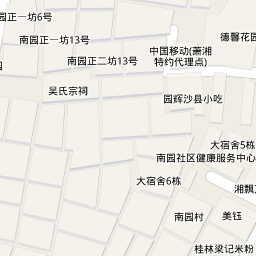 南园正一坊6号
南园正一坊13号
德馨花园
中国移动(萧湘
特约代理点)
南园正二坊13号
园
吴氏宗祠
园辉沙县小吃
大宿舍5栋
南园社区健康服务中心
大宿舍6栋
湘飘
南园村
美钰
桂林梁记米粉